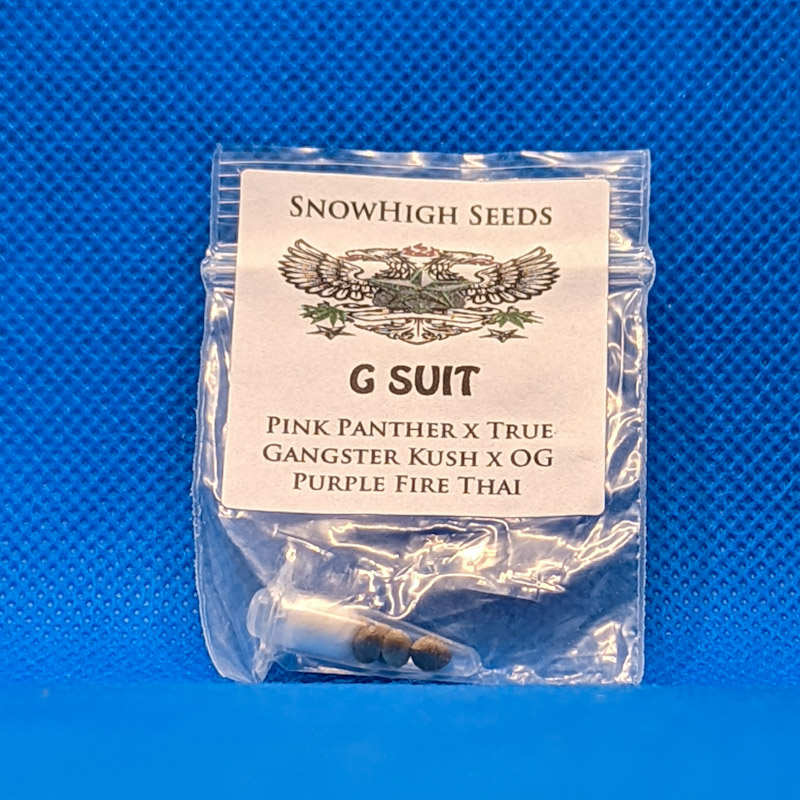 SnowHigh Seeds
G SUIT
Pink Panther x True
Gangster Kush x OG
Purple Fire Thai